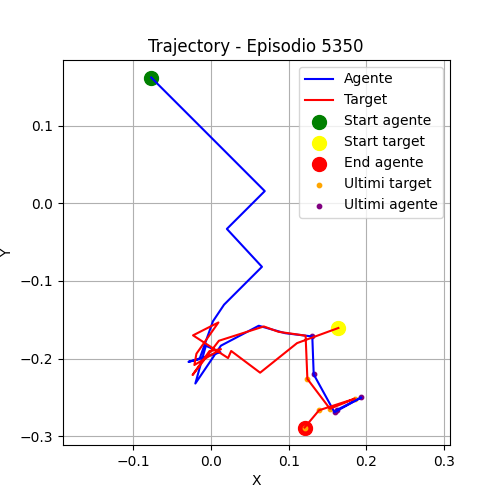 Trajectory - Episodio 5350
Agente
Target
Start agente
Start target
End agente
Ultimi target
Ultimi agente
0.1
0.0
−0.1
−0.2
−0.3
Y
−0.1
0.0
0.1
0.2
0.3
X